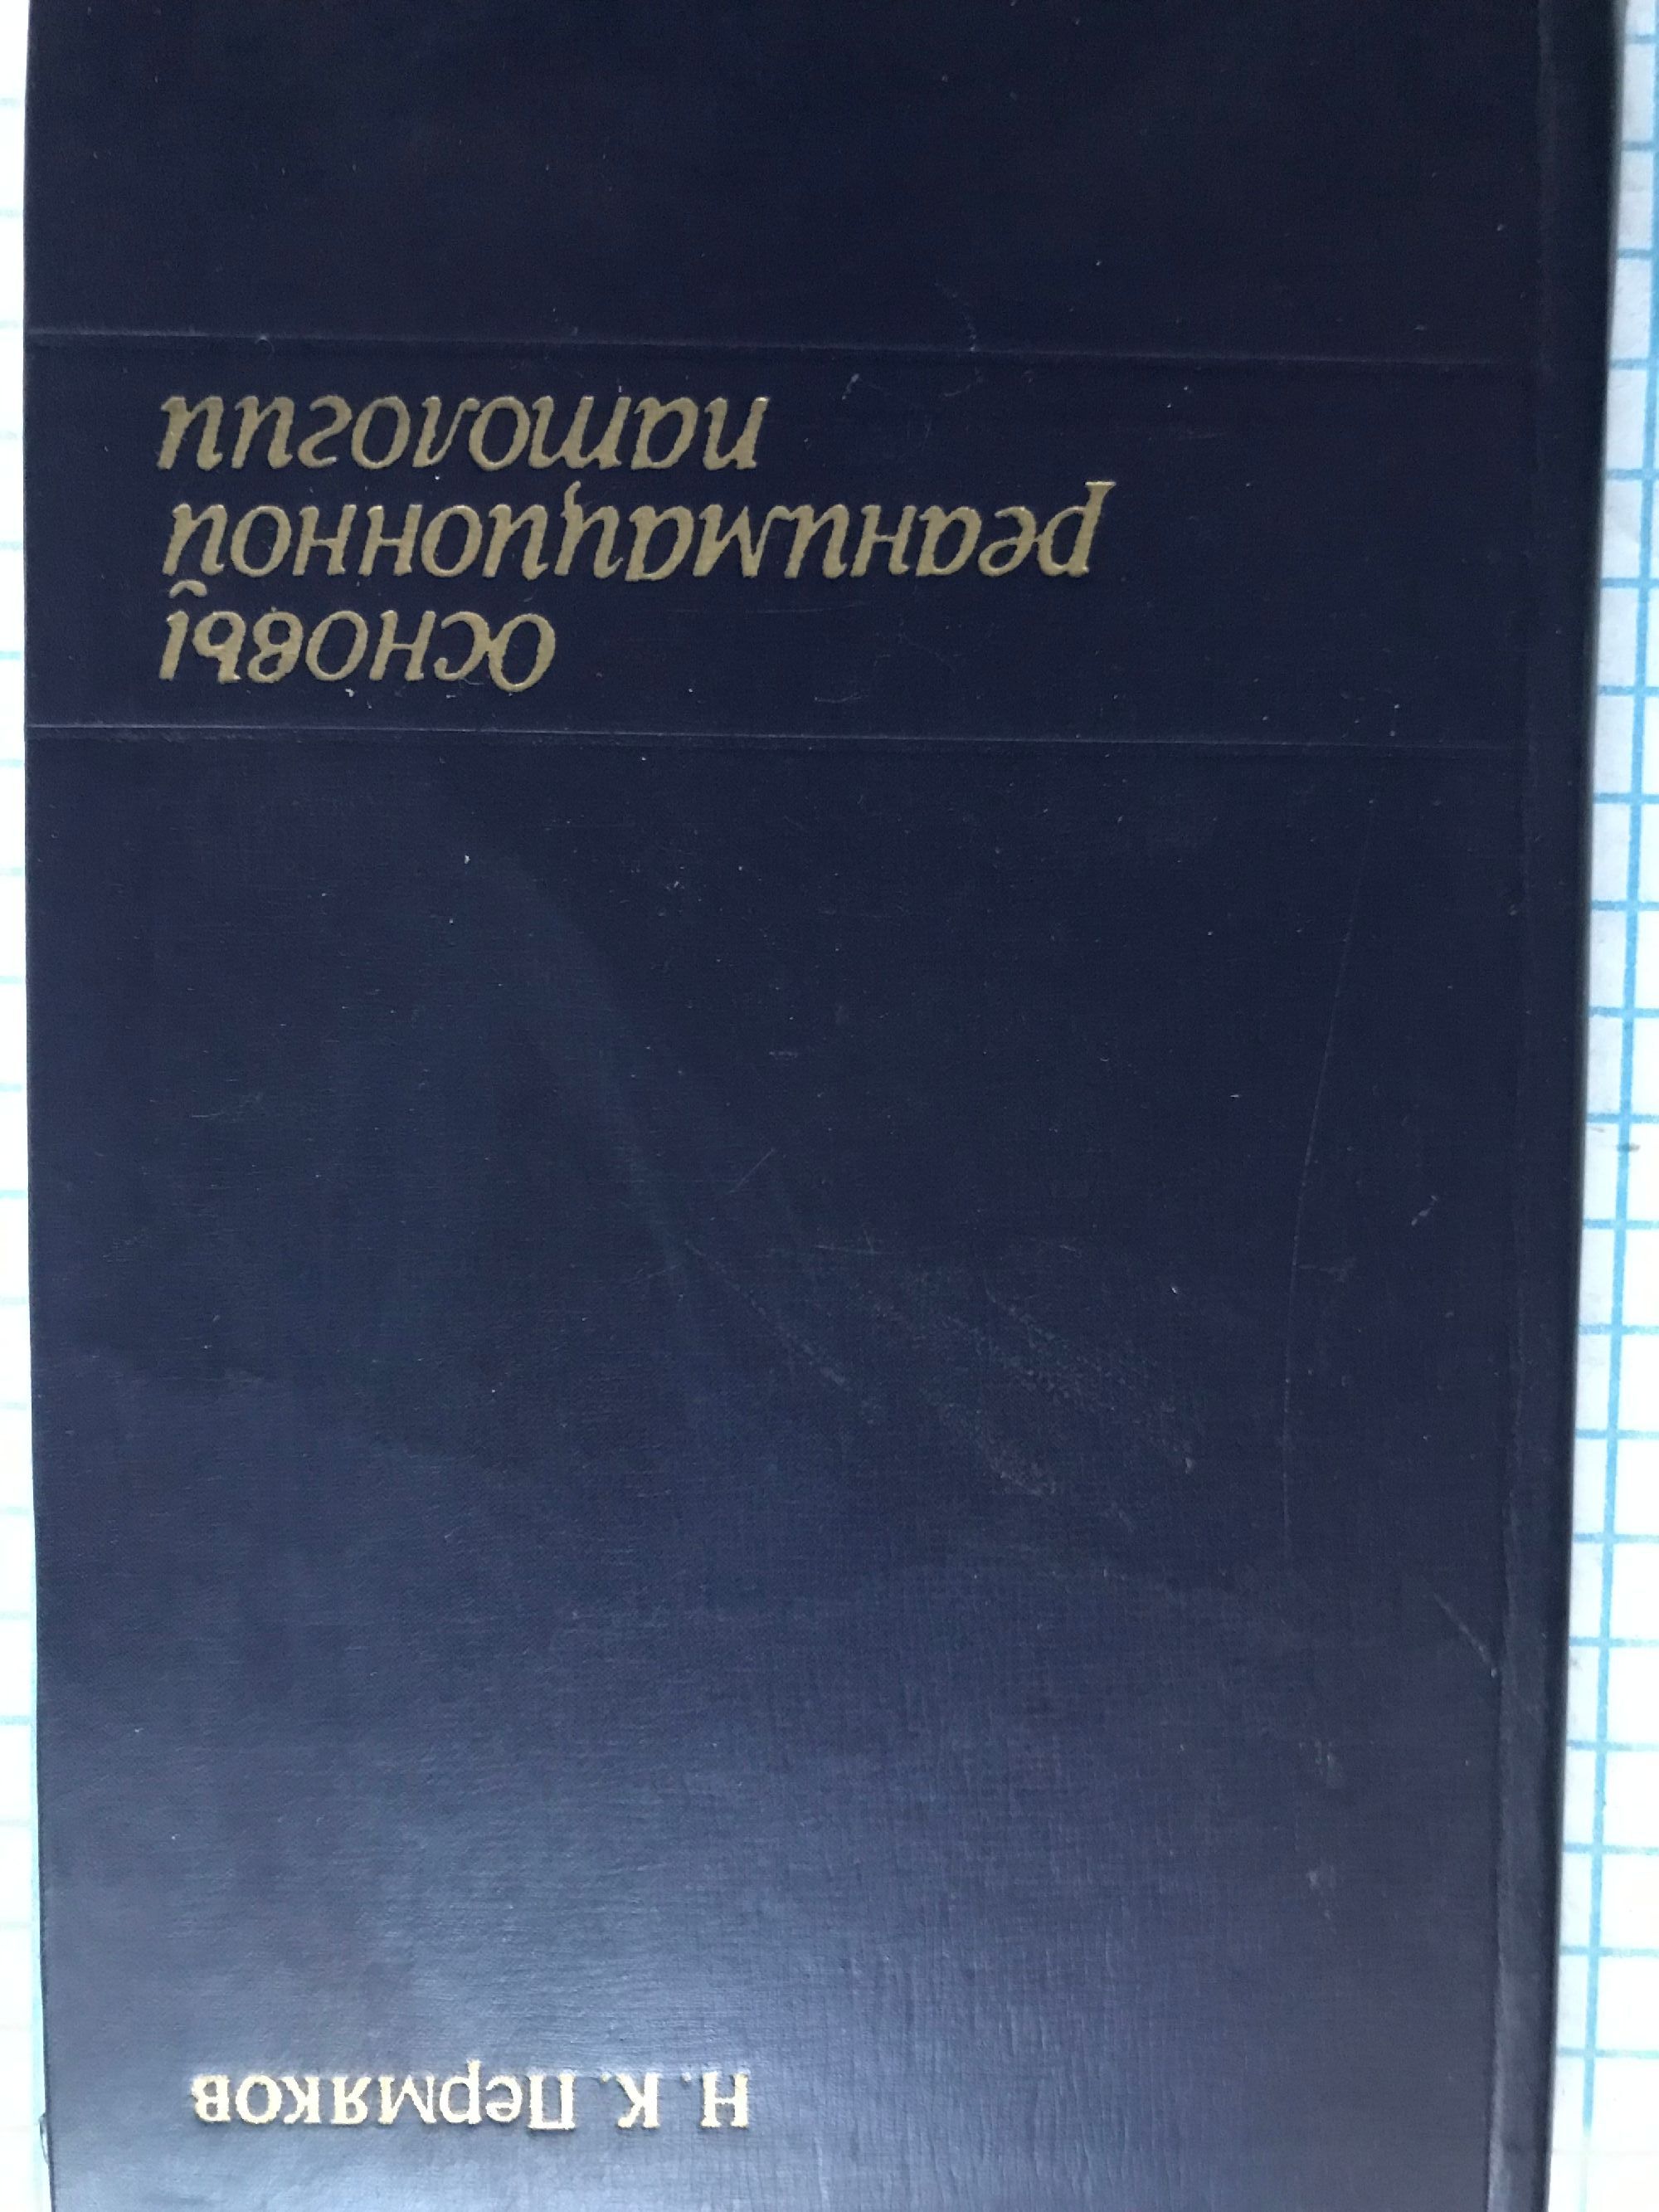 Н. К. Пермяков
основы
реанимационной
патологии